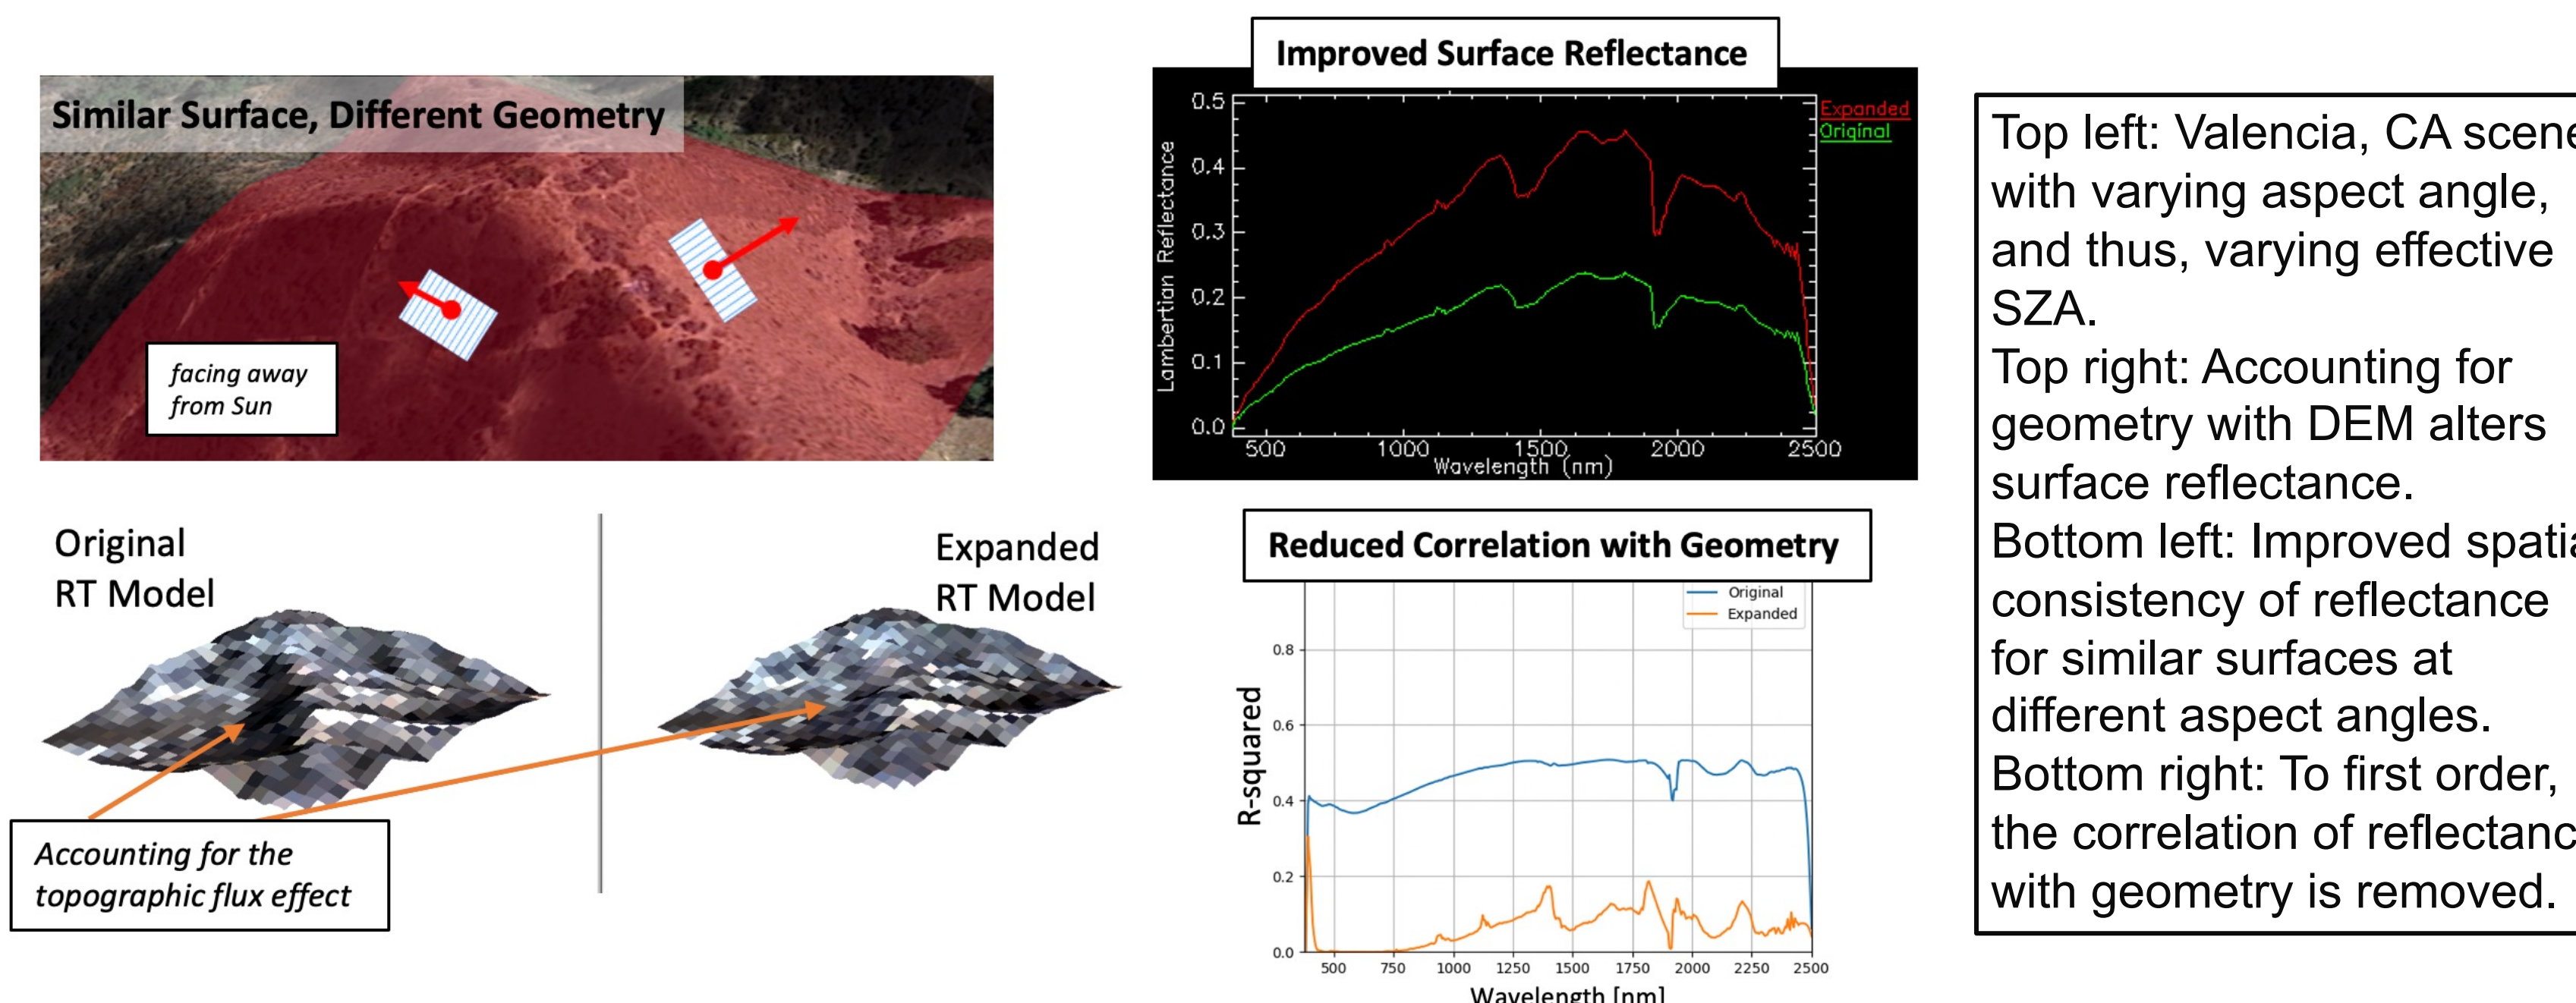 Similar Surface, Different Geometry
facing away
from Sun
Improved Surface Reflectance
Expanded
Original
Lambertian Reflectance
0.5
0.4
0.3
0.2
0.1
0.0
500 1000 1500 2000 2500
Wavelength (nm)
Original
RT Model
Expanded
RT Model
Accounting for the
topographic flux effect
Reduced Correlation with Geometry
Original
Expanded
R-squared
0.8
0.6
0.4
0.2
0.0
500 750 1000 1250 1500 1750 2000 2250 2500
Wavelength [nm]
Top left: Valencia, CA scene
with varying aspect angle,
and thus, varying effective
SZA.
Top right: Accounting for
geometry with DEM alters
surface reflectance.
Bottom left: Improved spatia
consistency of reflectance
for similar surfaces at
different aspect angles.
Bottom right: To first order,
the correlation of reflectanc
with geometry is removed.